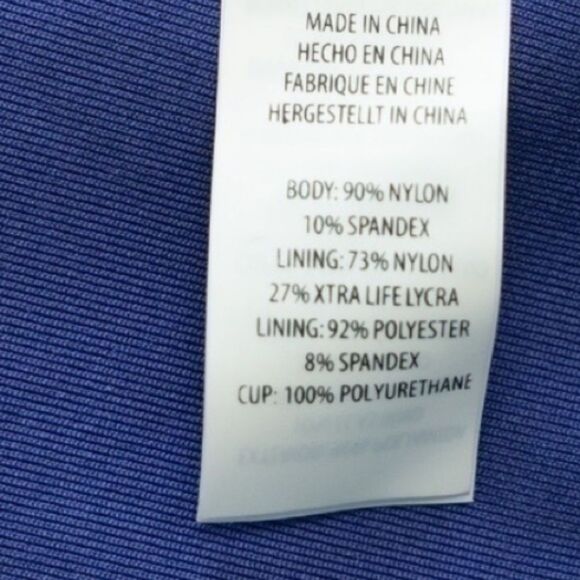 MADE IN CHINA
HECHO EN CHINA
FABRIQUE EN CHINE
HERGESTELLT IN CHINA
BODY: 90% NYLON
10% SPANDEX
LINING: 73% NYLON
27% XTRA LIFE LYCRA
LINING: 92% POLYESTER
8% SPANDEX
CUP: 100% POLYURETHANE